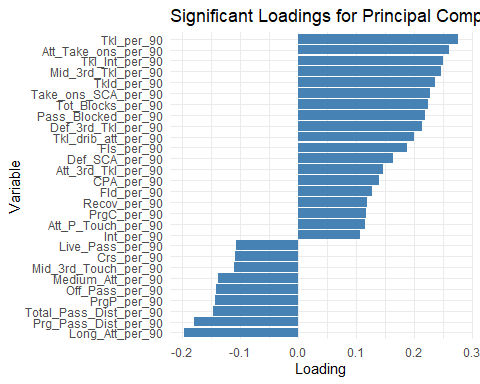 Significant Loadings for Principal Comp
Variable
Tkl_per_90
Att_Take_ons_per_90
Tkl_Int_per_90
Mid_3rd_Tkl_per_90
Tkld_per_90
Take_ons_SCA_per_90
Tot_Blocks_per_90
Pass_Blocked_per_90
Def_3rd_Tkl_per_90
Tkl_drib_att_per_90
Fls_per_90
Def_SCA_per_90
Att_3rd_Tkl_per_90
CPA_per_90
Fld_per_90
Recov_per_90
PrgC_per_90
Att_P_Touch_per_90
Int_per_90
Live_Pass_per_90
Crs_per_90
Mid_3rd_Touch_per_90
Medium_Att_per_90
Off_Pass_per_90
PrgP_per_90
Total_Pass_Dist_per_90
Prg_Pass_Dist_per_90
Long_Att_per_90
-0.2 -0.1 0.0 0.1 0.2 0.3
Loading